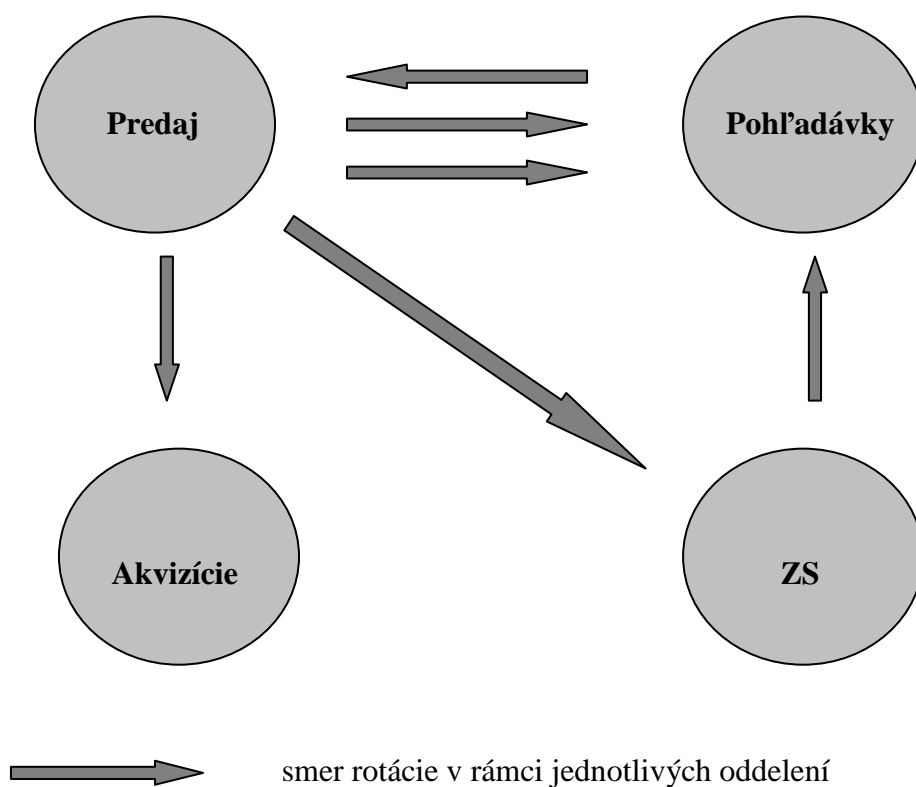 Predaj
Pohľadávky
Akvizície
ZS
smer rotácie v rámci jednotlivých oddelení